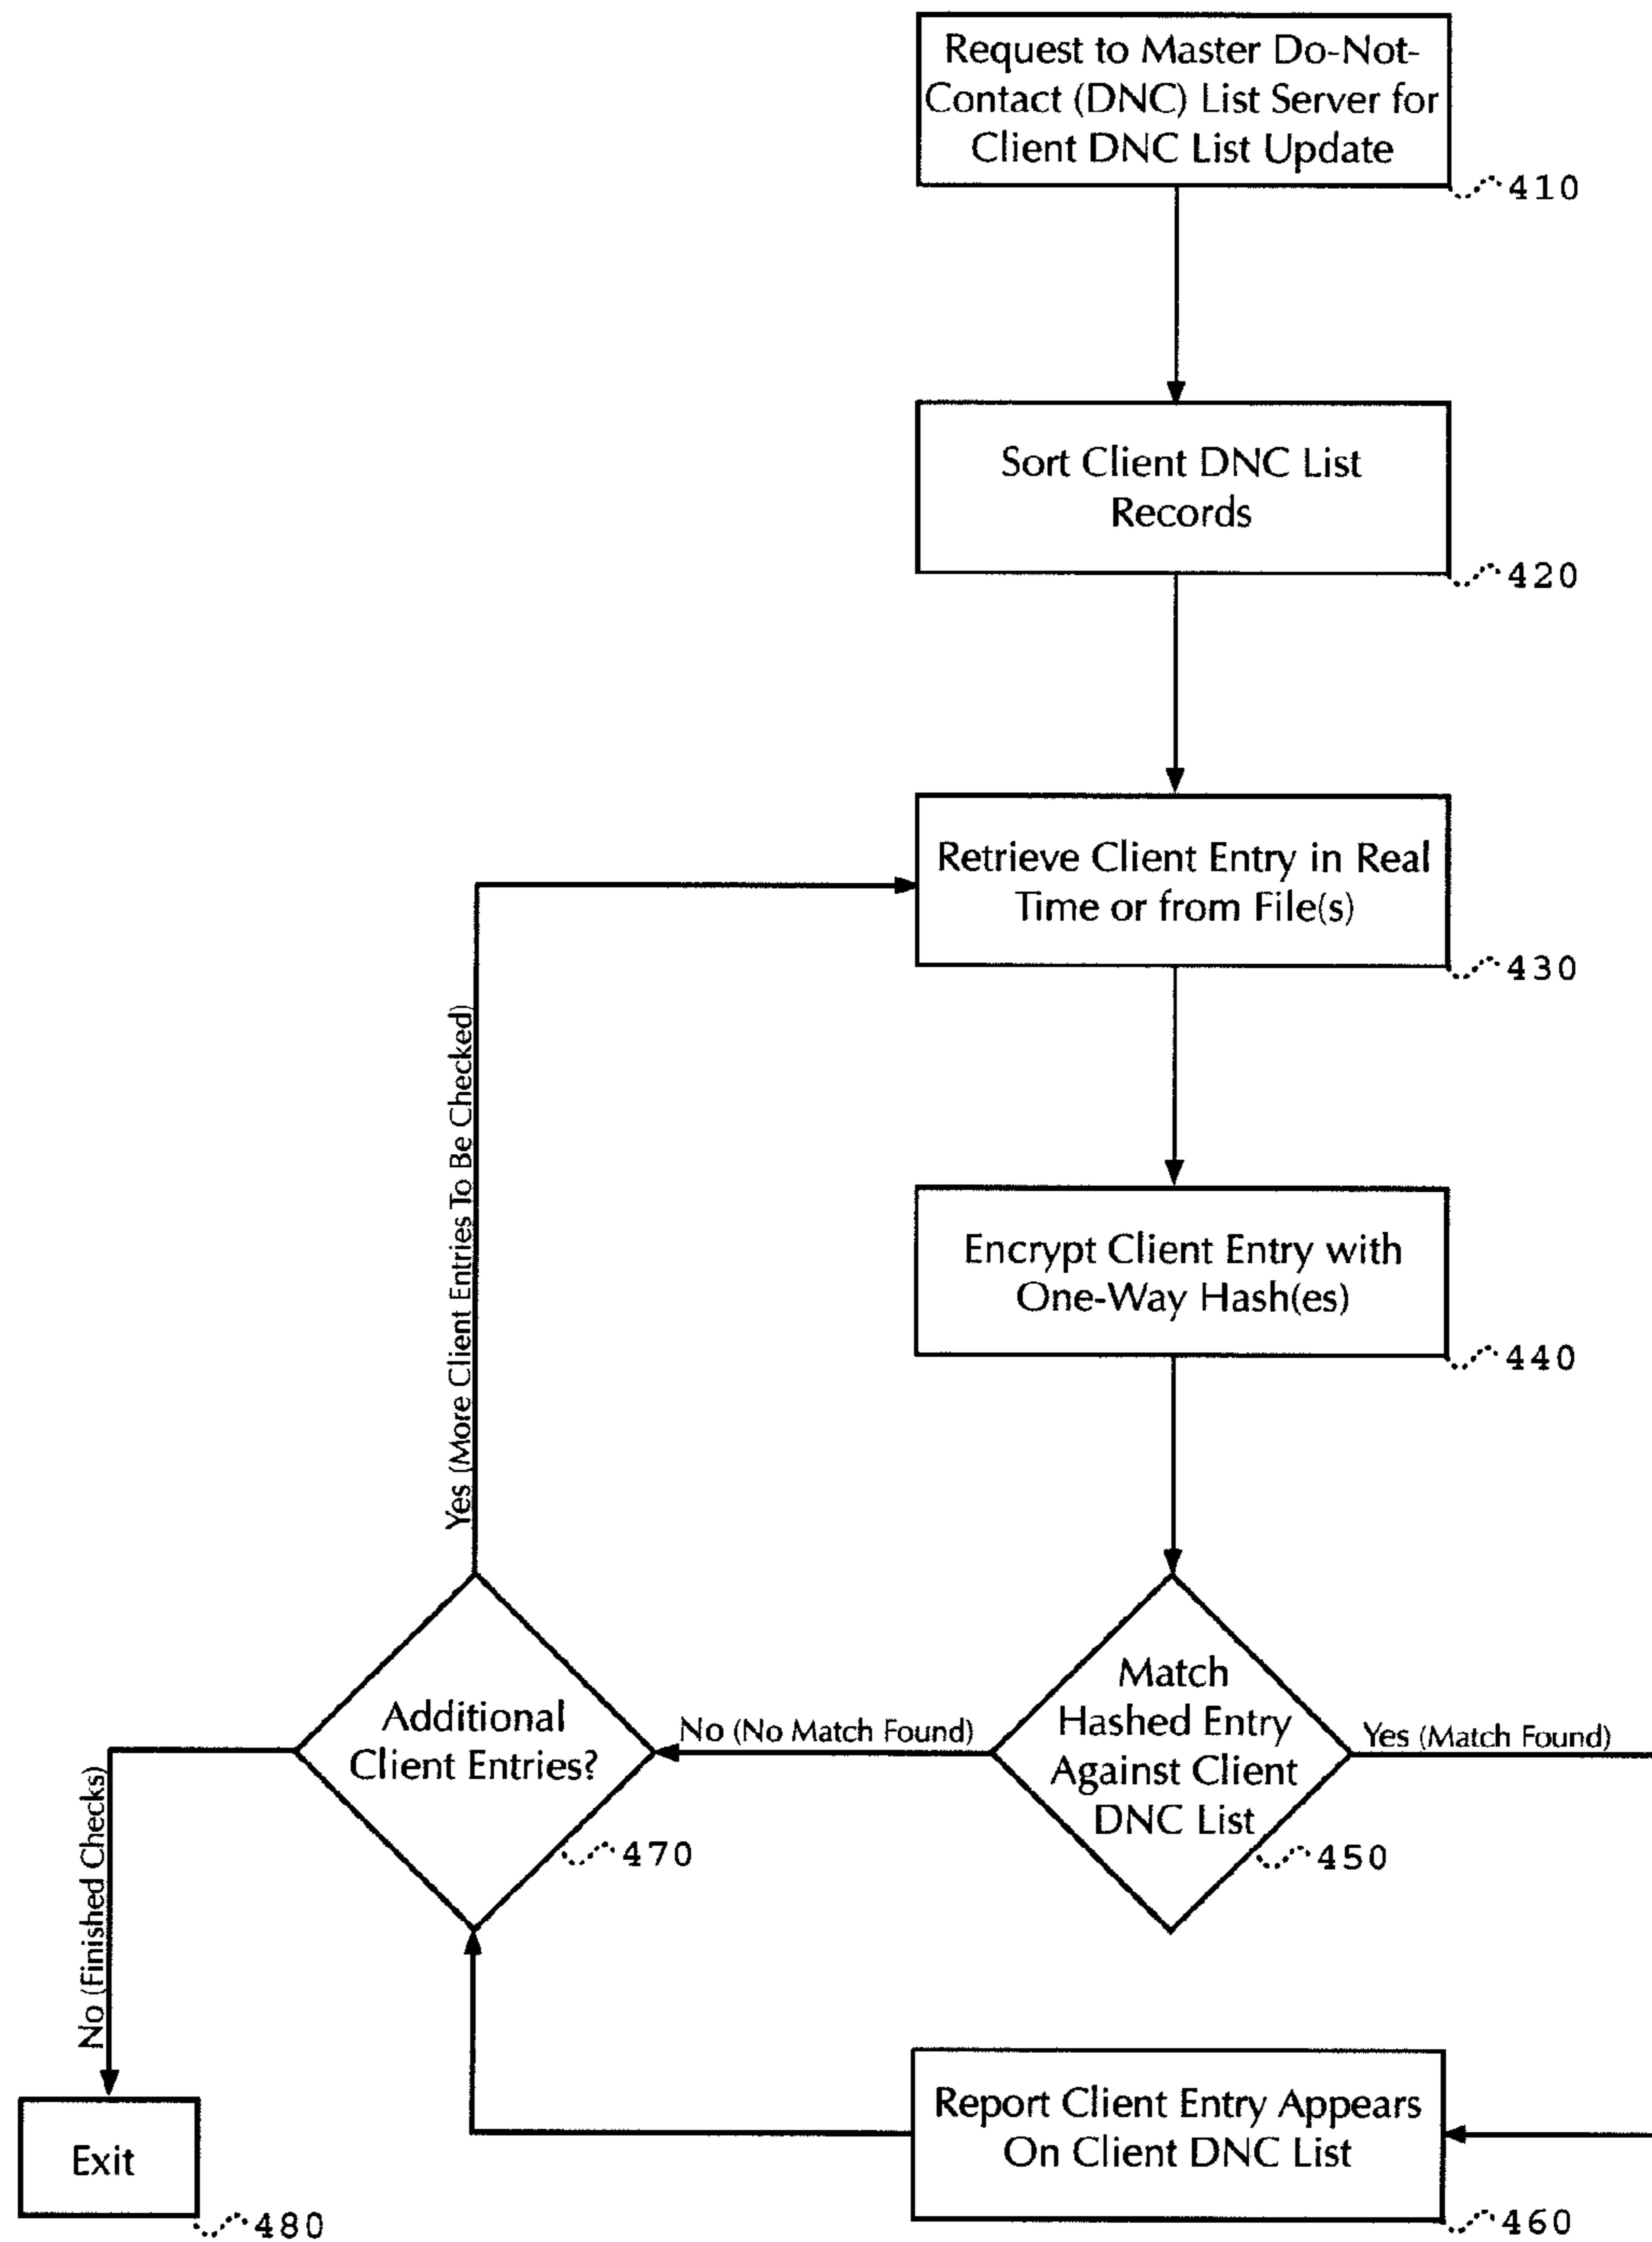 Request to Master Do-Not-
Contact (DNC) List Server for
Client DNC List Update
410
Sort Client DNC List
Records
420
Retrieve Client Entry in Real
Time or from File(s)
430
Yes (More Client Entries To Be Checked)
Encrypt Client Entry with
One-Way Hash(es)
440
Match
Hashed Entry
Against Client
DNC List
450
Yes (Match Found)
No (No Match Found)
Additional
Client Entries?
470
No (Finished Checks)
Report Client Entry Appears
On Client DNC List
460
Exit
480